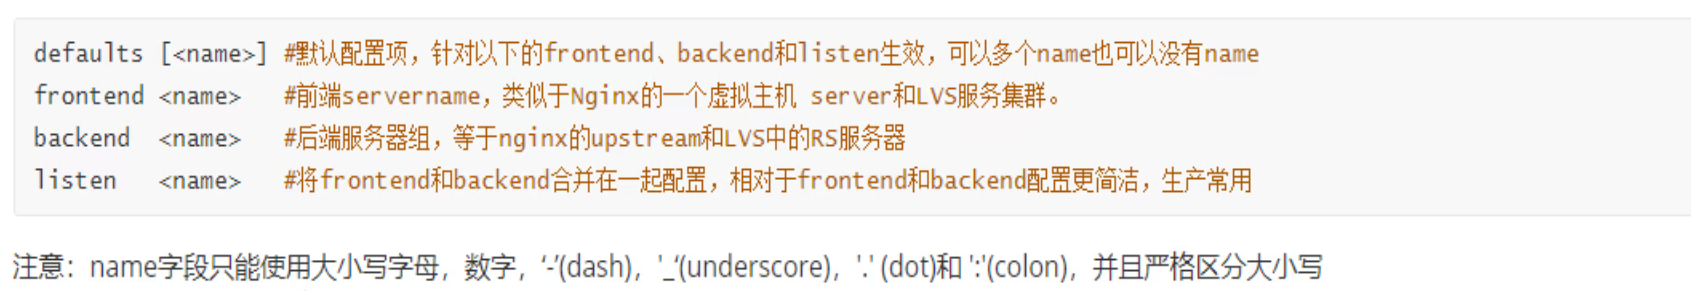 defaults [<name>] #默认配置项，针对以下的frontend、backend和listen生效，可以多个name也可以没有name
frontend <name> #前端servername，类似于Nginx的一个虚拟主机 server和LVS服务集群。
backend <name> #后端服务器组，等于nginx的upstream和LVS中的RS服务器
listen <name> #将frontend和backend合并在一起配置，相对于frontend和backend配置更简洁，生产常用
注意：name字段只能使用大小写字母，数字，‘-’(dash)，'_‘(underscore)，'.' (dot)和 ':'(colon)，并且严格区分大小写